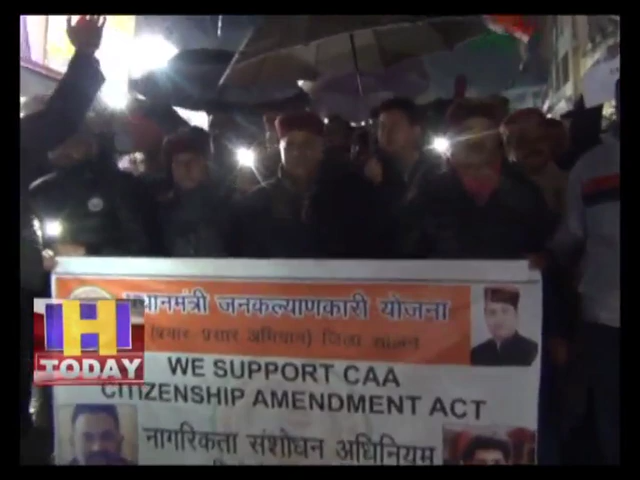 प्रधानमंत्री जनकल्याणकारी योजना
(प्रचार प्रसार अभियान) जिला सोलन
H
TODAY
WE SUPPORT CAA
CITIZENSHIP AMENDMENT ACT
नागरिकता संशोधन अधिनियम